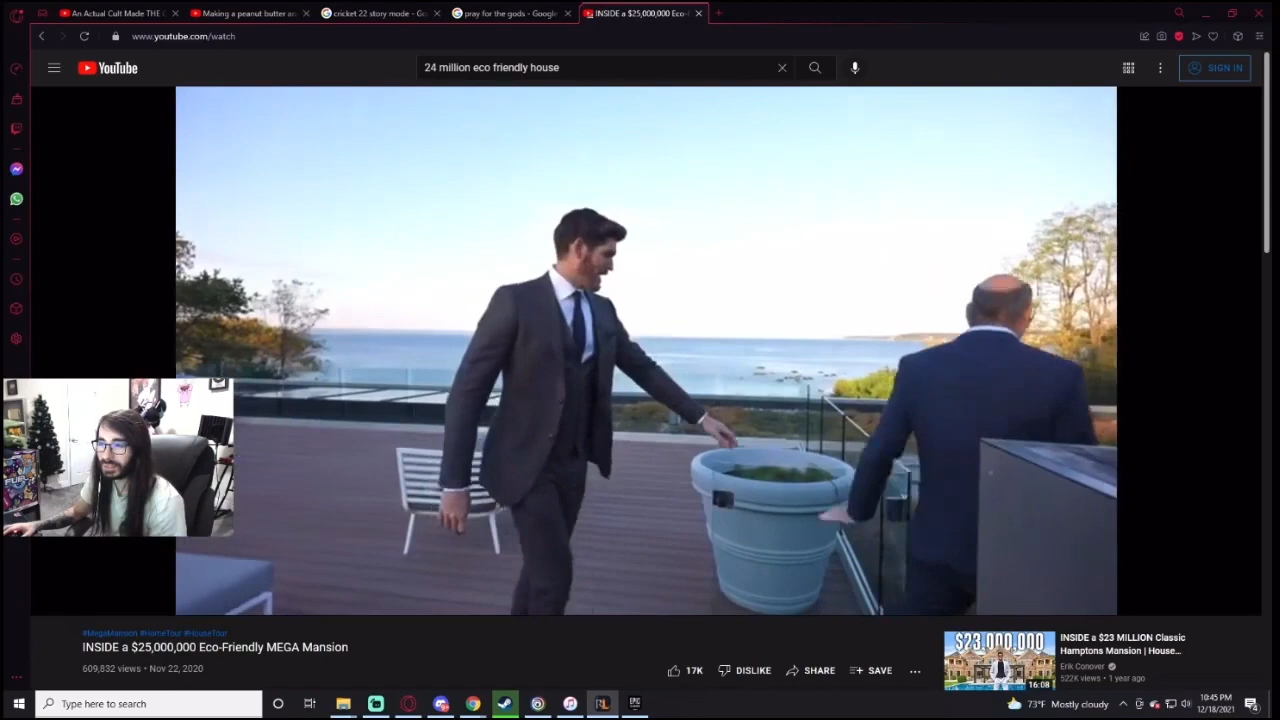 An Actual Cult Made THE C
Making a peanut butter an
cricket 22 story mode - Go
pray for the gods - Google
INSIDE a $25,000,000 Eco-F
www.youtube.com/watch
YouTube
24 million eco friendly house
SIGN IN
#MegaMansion #HomeTour #HouseTour
INSIDE a $25,000,000 Eco-Friendly MEGA Mansion
609,832 views • Nov 22, 2020
17K
DISLIKE
SHARE
SAVE
$23,000,000
16:08
INSIDE a $23 MILLION Classic
Hamptons Mansion | House...
Erik Conover
522K views • 1 year ago
Type here to search
73°F Mostly cloudy
10:45 PM
12/18/2021